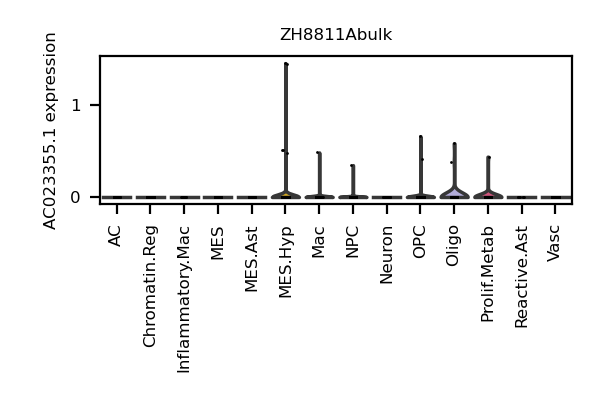 ZH8811Abulk
AC023355.1 expression
1
0
AC
Chromatin.Reg
Inflammatory.Mac
MES
MES.Ast
MES.Hyp
Mac
NPC
Neuron
OPC
Oligo
Prolif.Metab
Reactive.Ast
Vasc